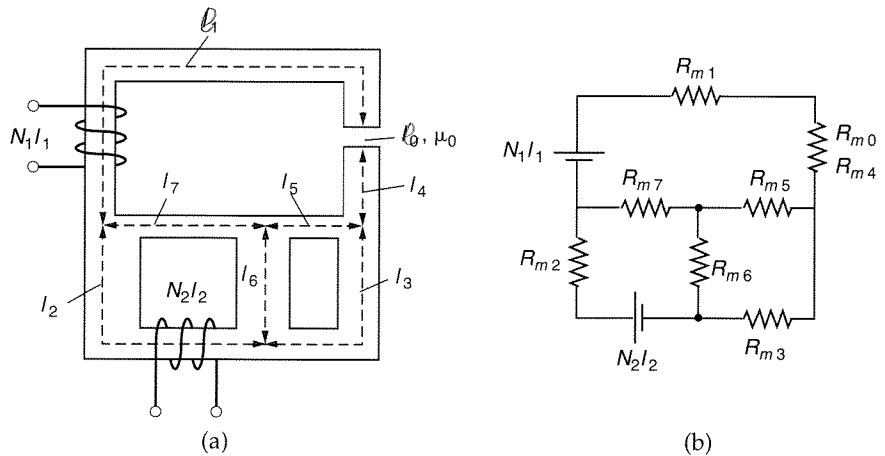 ℓ₁
N₁I₁
ℓ₀, μ₀
l₇
l₅
l₄
l₂
l₆
l₃
N₂I₂
(a)
Rₘ₁
Rₘ₀
Rₘ₄
N₁I₁
Rₘ₇
Rₘ₅
Rₘ₂
Rₘ₆
Rₘ₃
N₂I₂
(b)